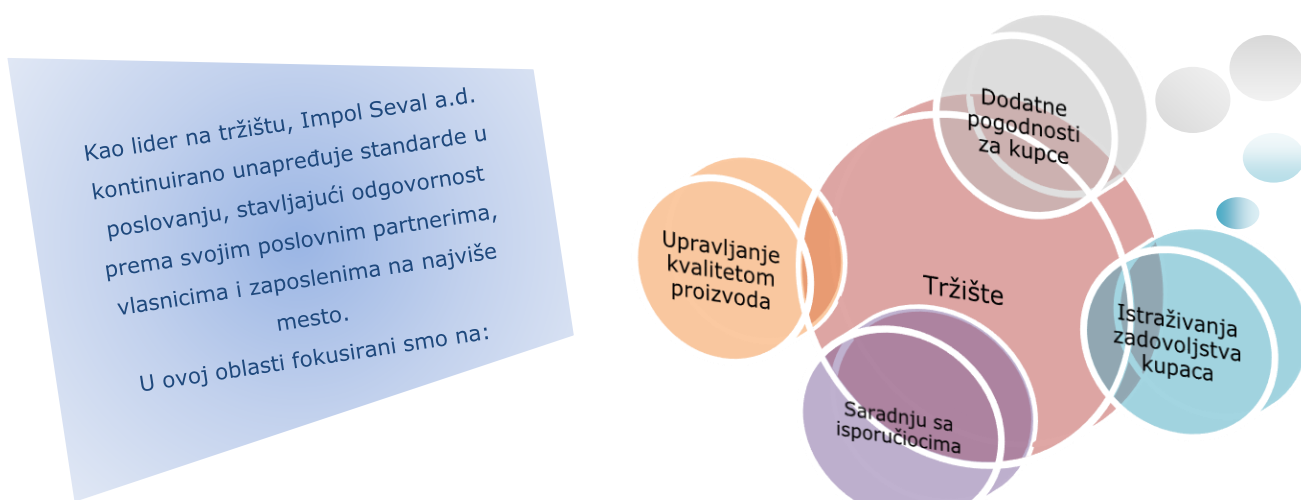 Kao lider na tržištu, Impol Seval a.d.
kontinuirano unapređuje standarde u
poslovanju, stavljajući odgovornost
prema svojim poslovnim partnerima,
vlasnicima i zaposlenima na najviše
mesto.
U ovoj oblasti fokusirani smo na:
Dodatne
pogodnosti
za kupce
Upravljanje
kvalitetom
proizvoda
Tržište
Istraživanja
zadovoljstva
kupaca
Saradnju sa
isporučiocima